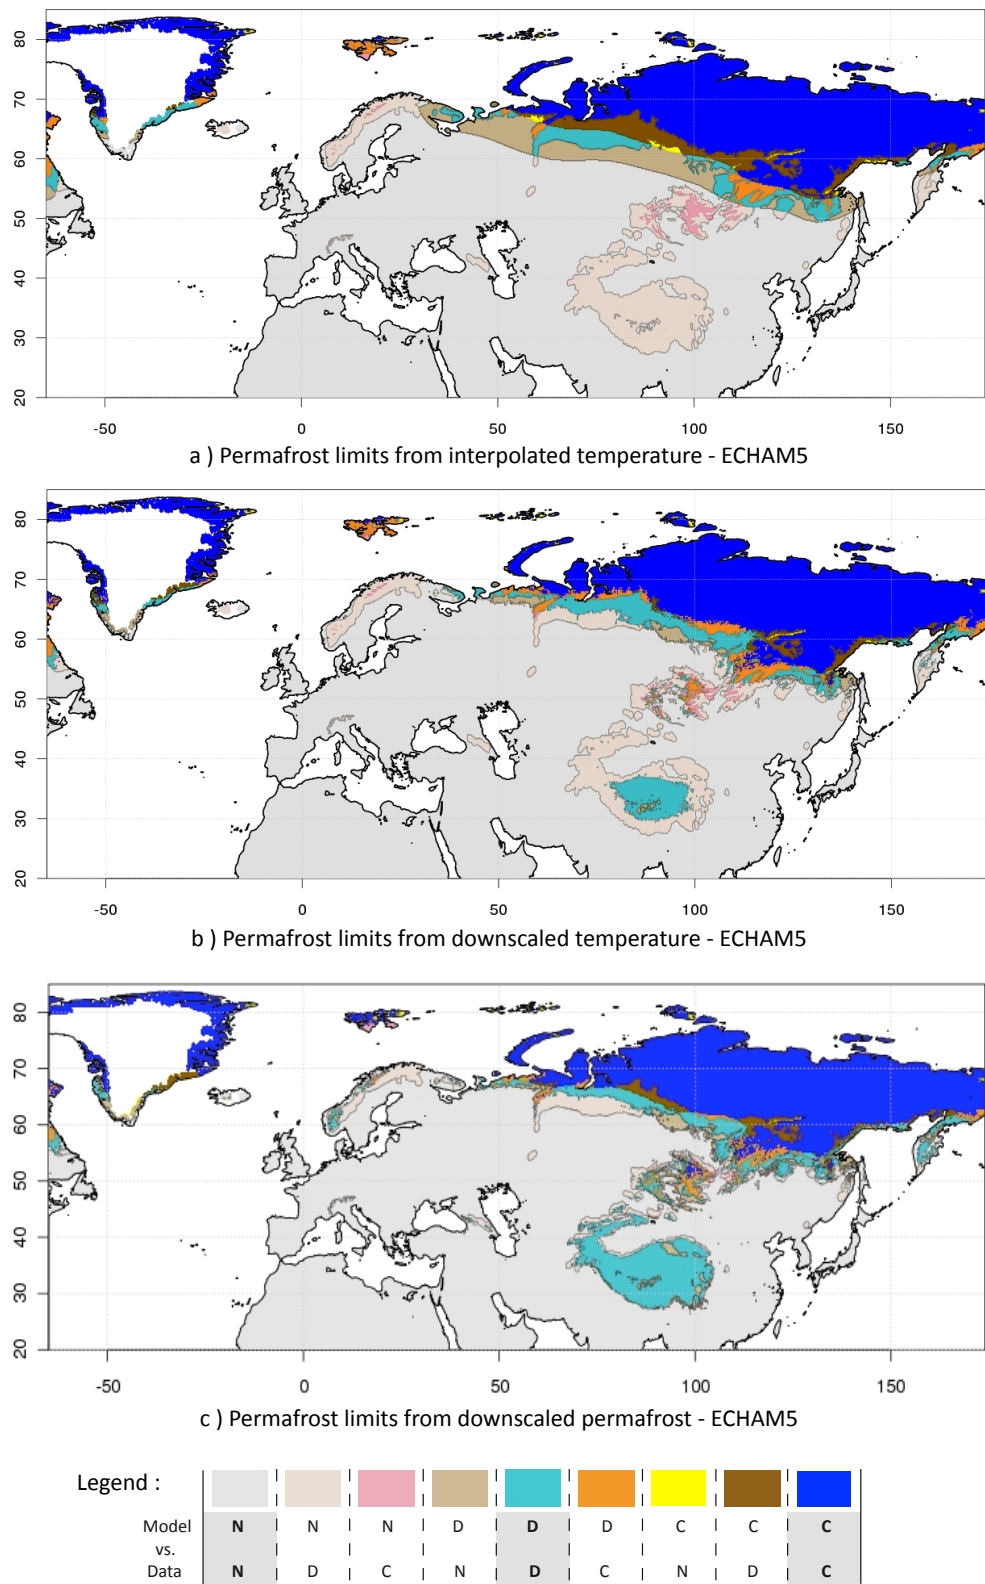 80
70
60
50
40
30
20
-50 0 50 100 150
a ) Permafrost limits from interpolated temperature - ECHAM5
80
70
60
50
40
30
20
-50 0 50 100 150
b ) Permafrost limits from downscaled temperature - ECHAM5
80
70
60
50
40
30
20
-50 0 50 100 150
c ) Permafrost limits from downscaled permafrost - ECHAM5
Legend :
Model N N N D D D C C C
vs.
Data N D C N D C N D C